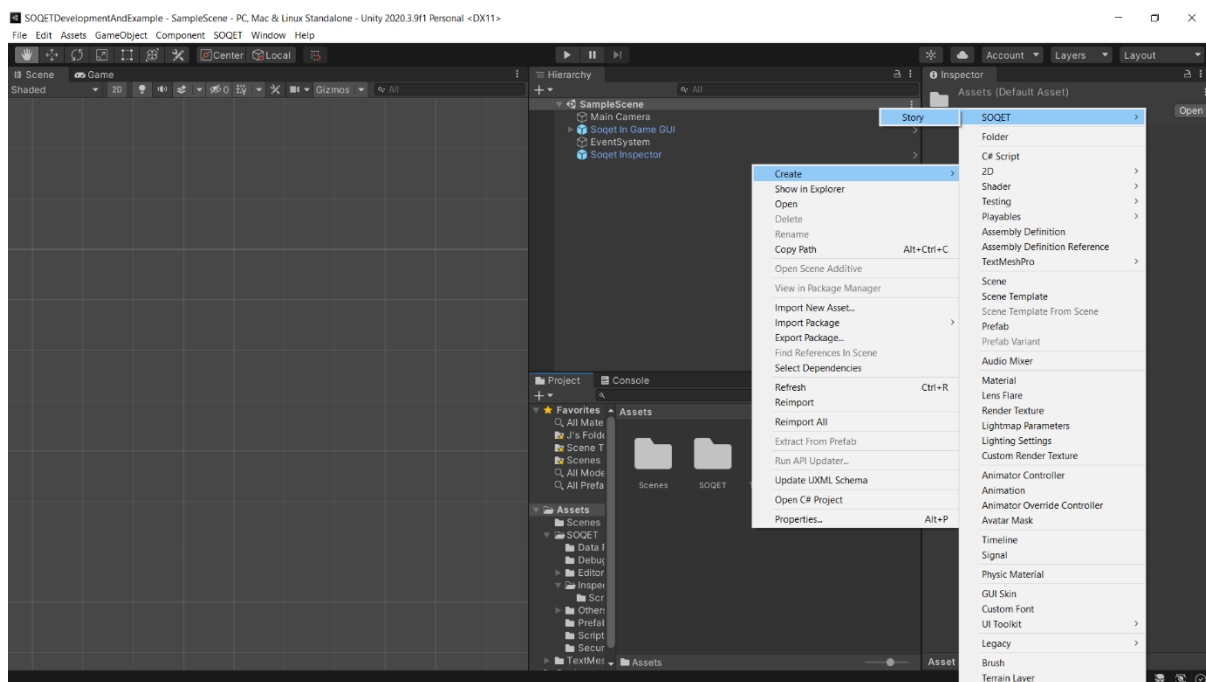 SOQETDevelopmentAndExample - SampleScene - PC, Mac & Linux Standalone - Unity 2020.3.9f1 Personal <DX11>
File Edit Assets GameObject Component SOQET Window Help
Center Local
Account Layers Layout
Scene Game
Shaded 2D 0 Gizmos All
Hierarchy
All
SampleScene
Main Camera
Soqet In Game GUI
EventSystem
Soqet Inspector
Inspector
Assets (Default Asset)
Open
Story
SOQET
Folder
C# Script
2D
Shader
Testing
Playables
Assembly Definition
Assembly Definition Reference
TextMeshPro
Scene
Scene Template
Scene Template From Scene
Prefab
Prefab Variant
Audio Mixer
Material
Lens Flare
Render Texture
Lightmap Parameters
Lighting Settings
Custom Render Texture
Animator Controller
Animation
Animator Override Controller
Avatar Mask
Timeline
Signal
Physic Material
GUI Skin
Custom Font
UI Toolkit
Legacy
Brush
Terrain Layer
Create
Show in Explorer
Open
Delete
Rename
Copy Path Alt+Ctrl+C
Open Scene Additive
View in Package Manager
Import New Asset...
Import Package
Export Package...
Find References In Scene
Select Dependencies
Refresh Ctrl+R
Reimport
Reimport All
Extract From Prefab
Run API Updater...
Update UXML Schema
Open C# Project
Properties... Alt+P
Project Console
Favorites
All Mate
J's Folde
Scene T
Scenes
All Mode
All Prefa
Assets
Scenes
SOQET
Data F
Debug
Editor
Inspec
Scr
Others
Prefab
Script
Secur
TextMes
Assets
Scenes SOQET
Assets
Asset